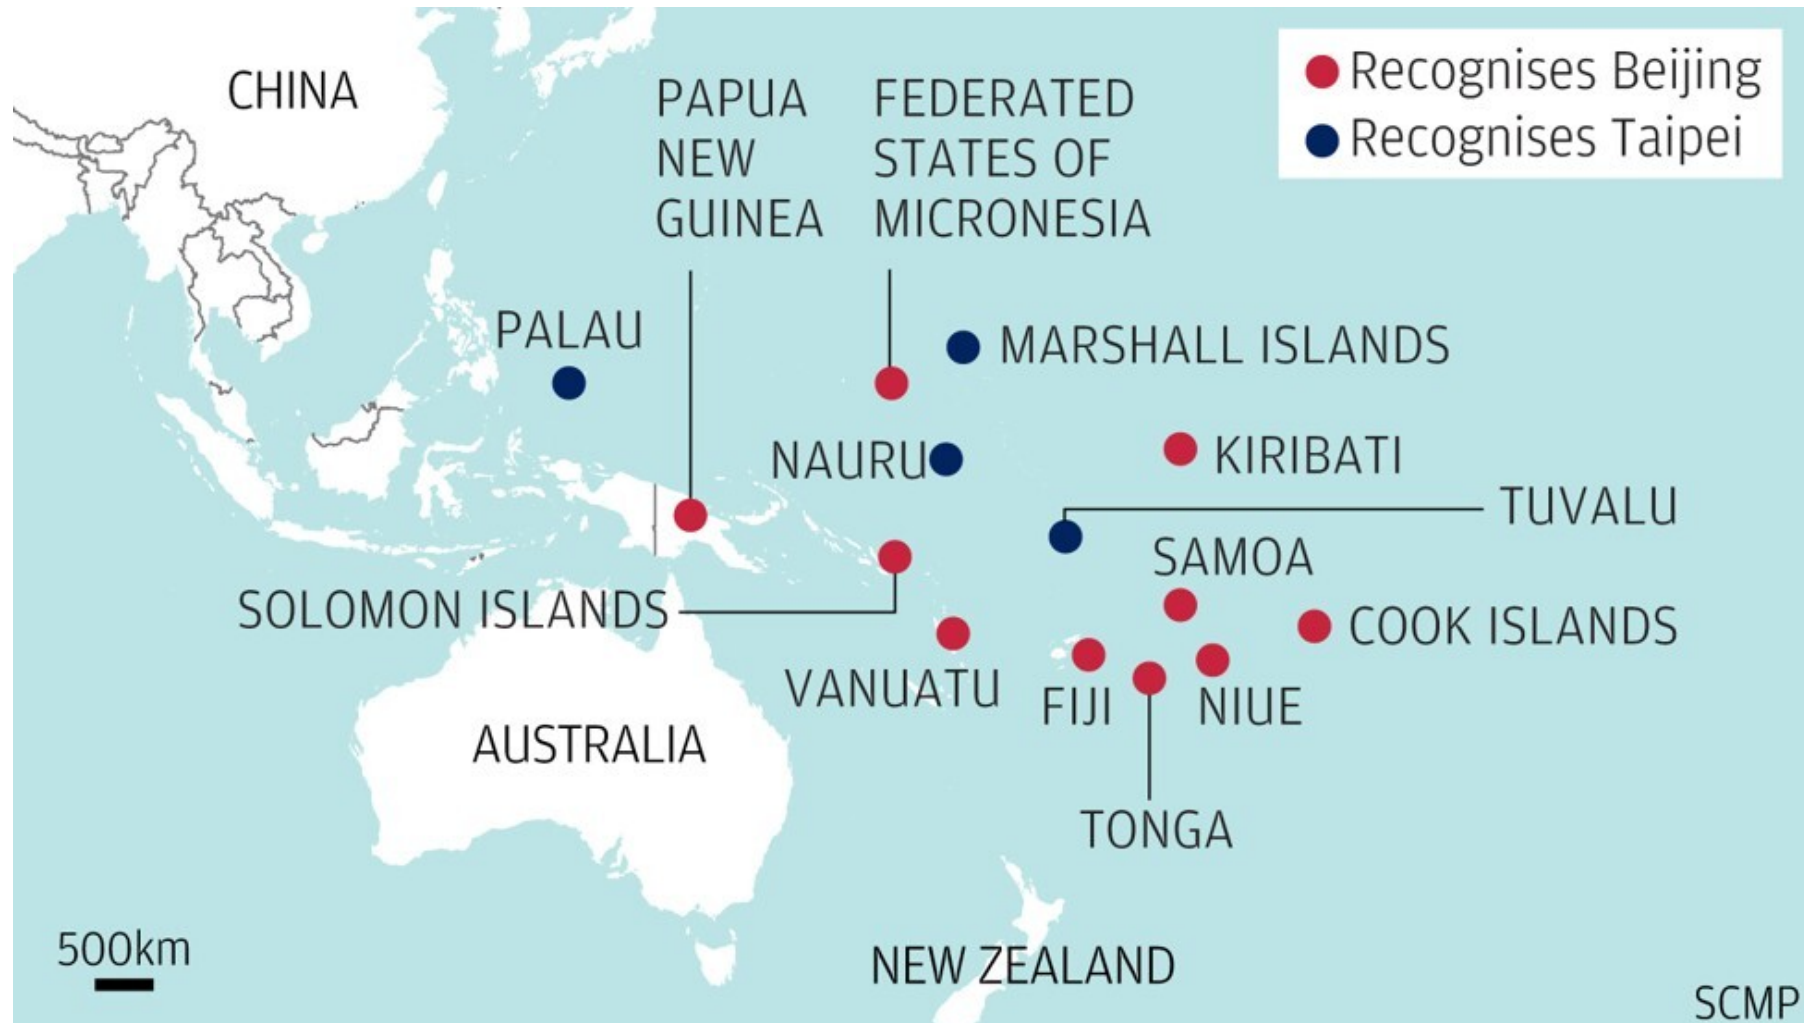 CHINA
PAPUA
NEW
GUINEA
FEDERATED
STATES OF
MICRONESIA
Recognises Beijing
Recognises Taipei
PALAU
MARSHALL ISLANDS
NAURU
KIRIBATI
TUVALU
SAMOA
SOLOMON ISLANDS
COOK ISLANDS
VANUATU
FIJI
NIUE
AUSTRALIA
TONGA
500km
NEW ZEALAND
SCMP